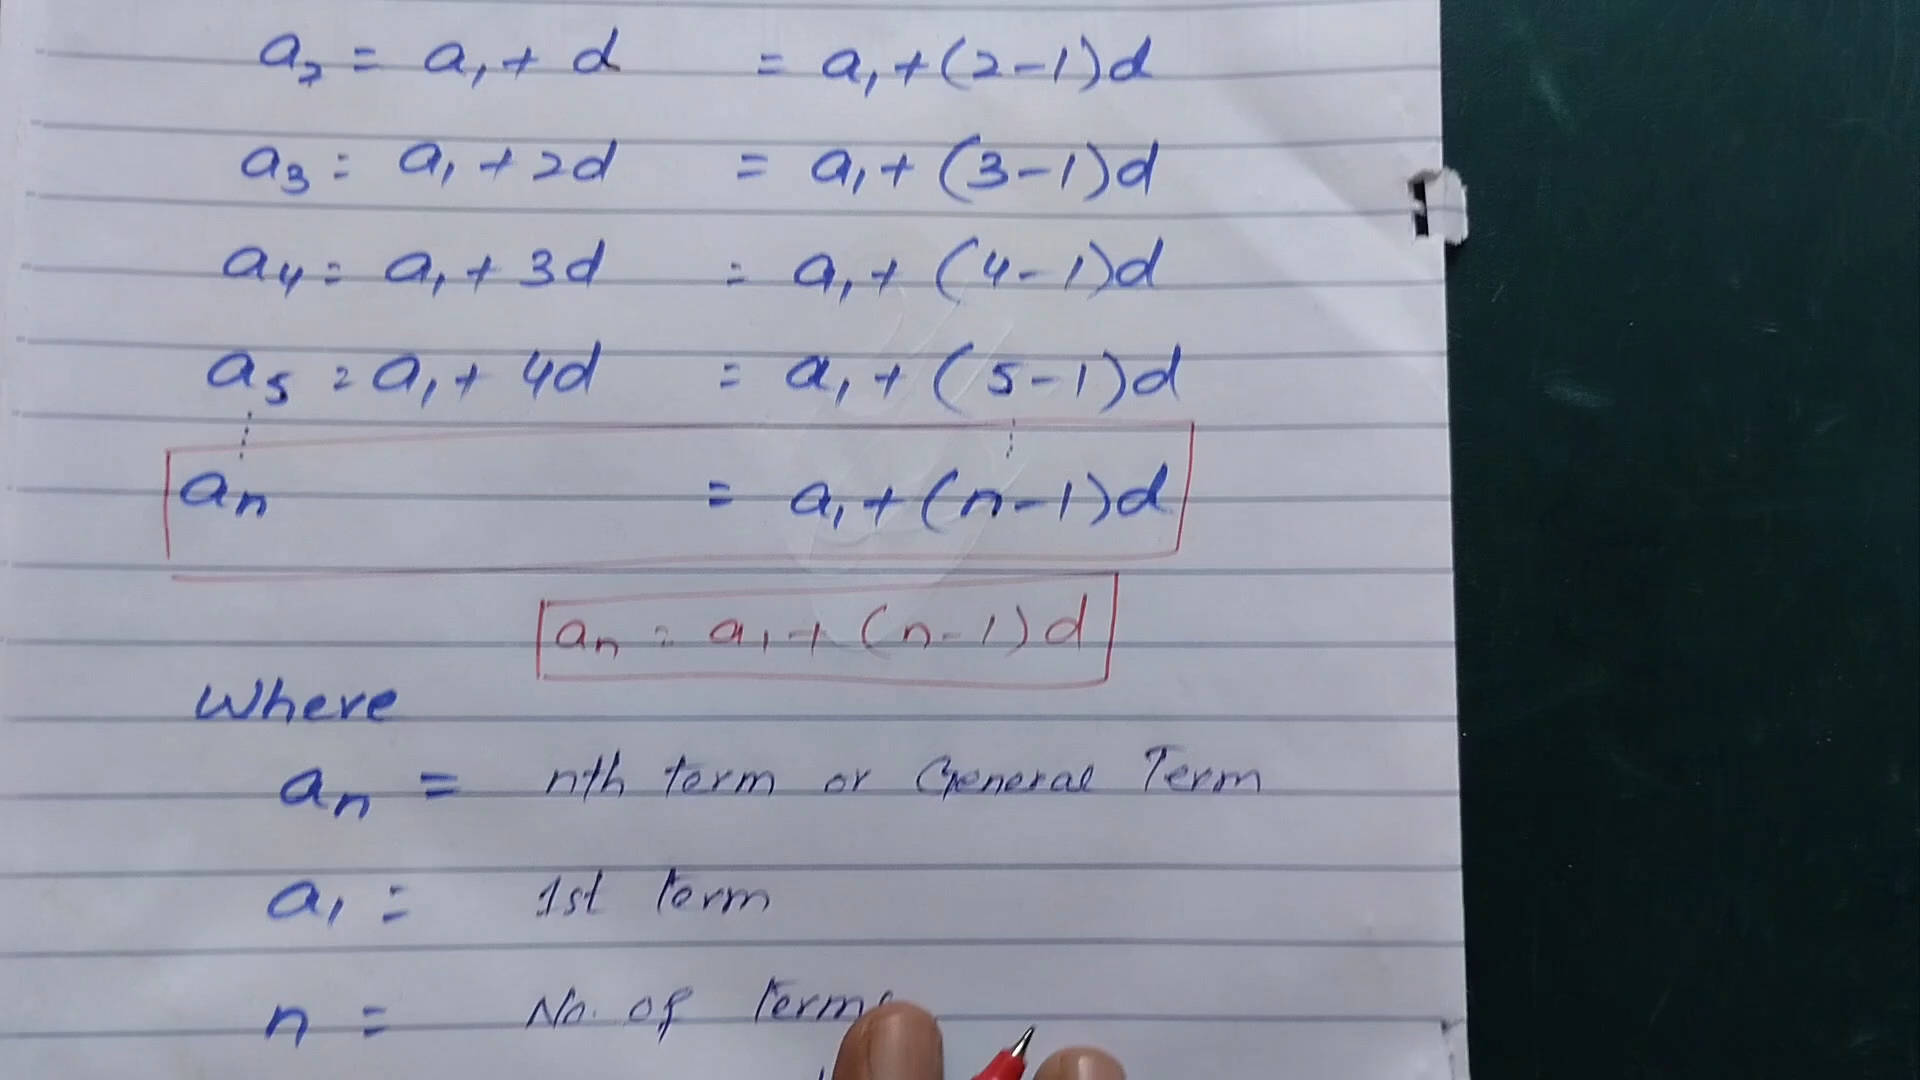 a₂ = a₁ + d = a₁ + (2-1)d
a₃ = a₁ + 2d = a₁ + (3-1)d
a₄ = a₁ + 3d = a₁ + (4-1)d
a₅ = a₁ + 4d = a₁ + (5-1)d
aₙ = a₁ + (n-1)d
aₙ = a₁ + (n-1)d
Where
aₙ = nth term or General Term
a₁ = 1st term
n = No. of Terms